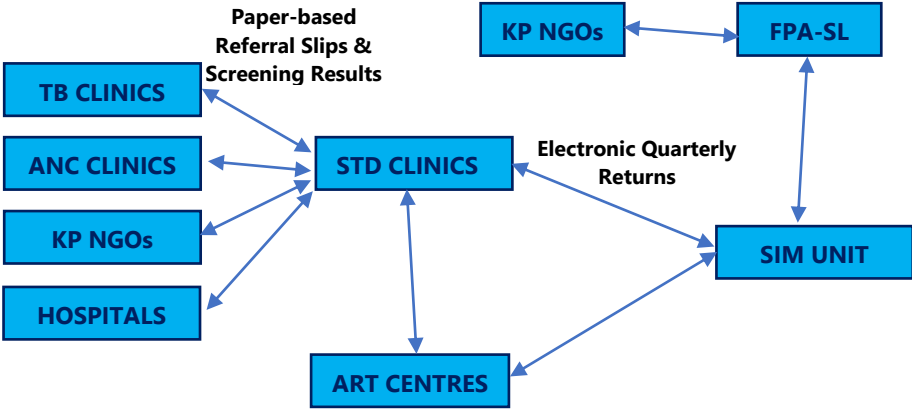 Paper-based
Referral Slips &
Screening Results
KP NGOs
FPA-SL
TB CLINICS
ANC CLINICS
STD CLINICS
Electronic Quarterly
Returns
KP NGOs
SIM UNIT
HOSPITALS
ART CENTRES